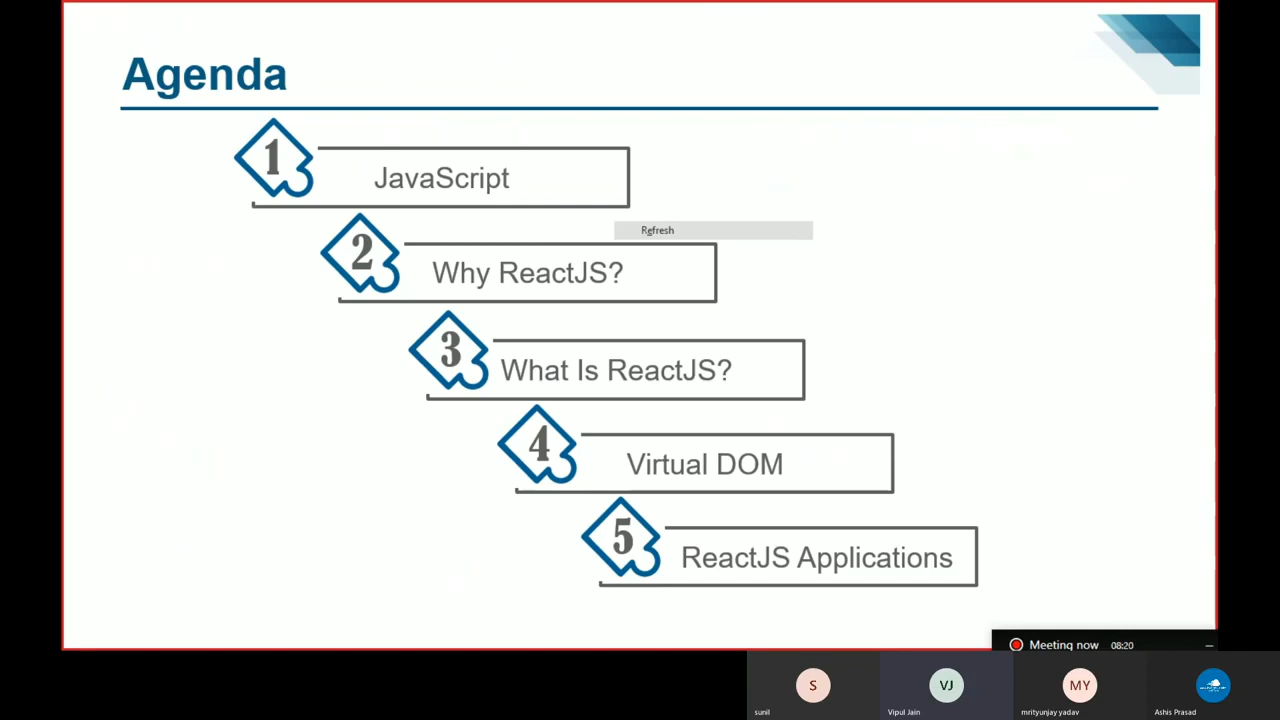 Agenda
1
JavaScript
Rgfresh
2
Why ReactJS?
3
What Is ReactJS?
4
Virtual DOM
5
ReactJS Applications
Meeting now 08:20
S
VJ
MY
sunil
Vipul Jain
mrityunjay yadav
Ashis Prasad